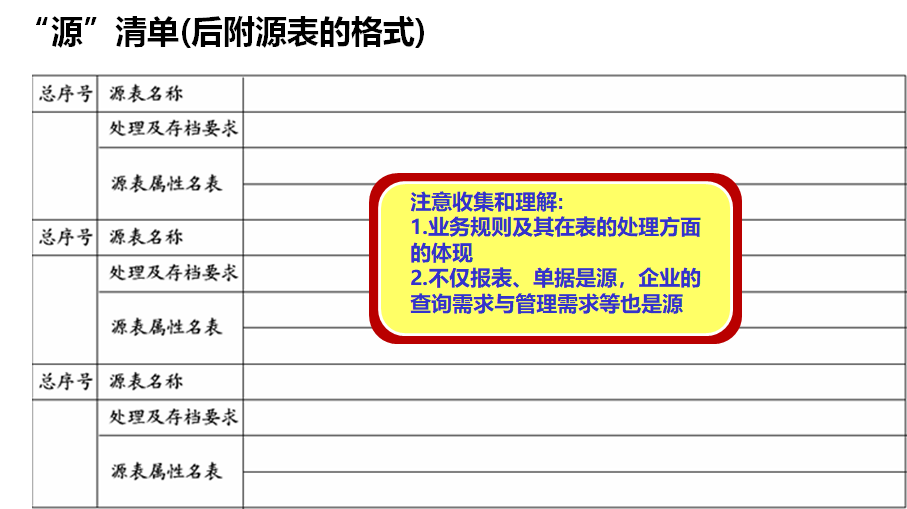 “源”清单(后附源表的格式)
总序号 源表名称
处理及存档要求
源表属性名表
注意收集和理解:
1.业务规则及其在表的处理方面
的体现
2.不仅报表、单据是源，企业的
查询需求与管理需求等也是源
总序号 源表名称
处理及存档要求
源表属性名表
总序号 源表名称
处理及存档要求
源表属性名表